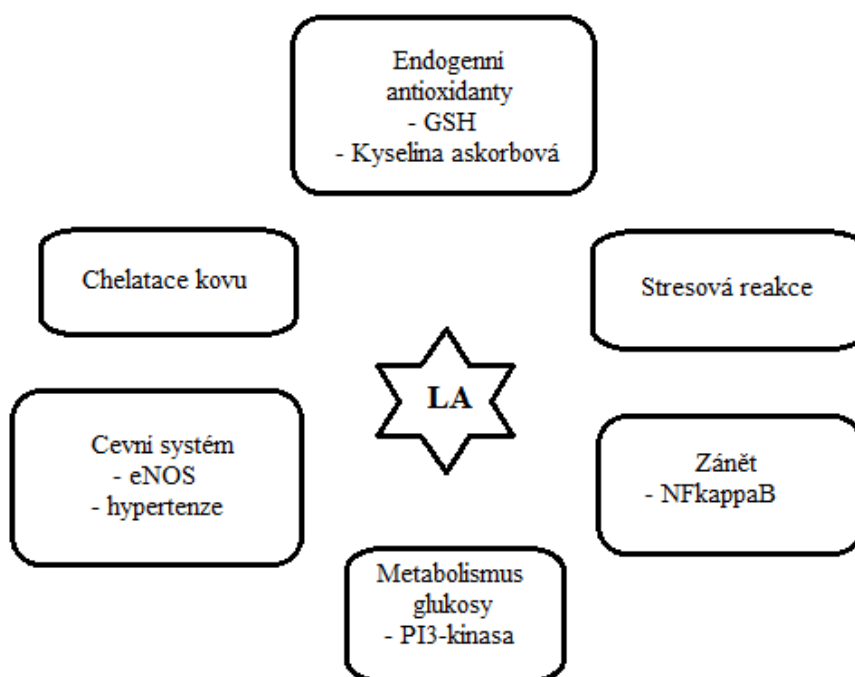 Endogenní
antioxidanty
- GSH
- Kyselina askorbová
Chelatace kovu
Stresová reakce
LA
Cevní systém
- eNOS
- hypertenze
Zánět
- NFkappaB
Metabolismus
glukosy
- PI3-kinasa